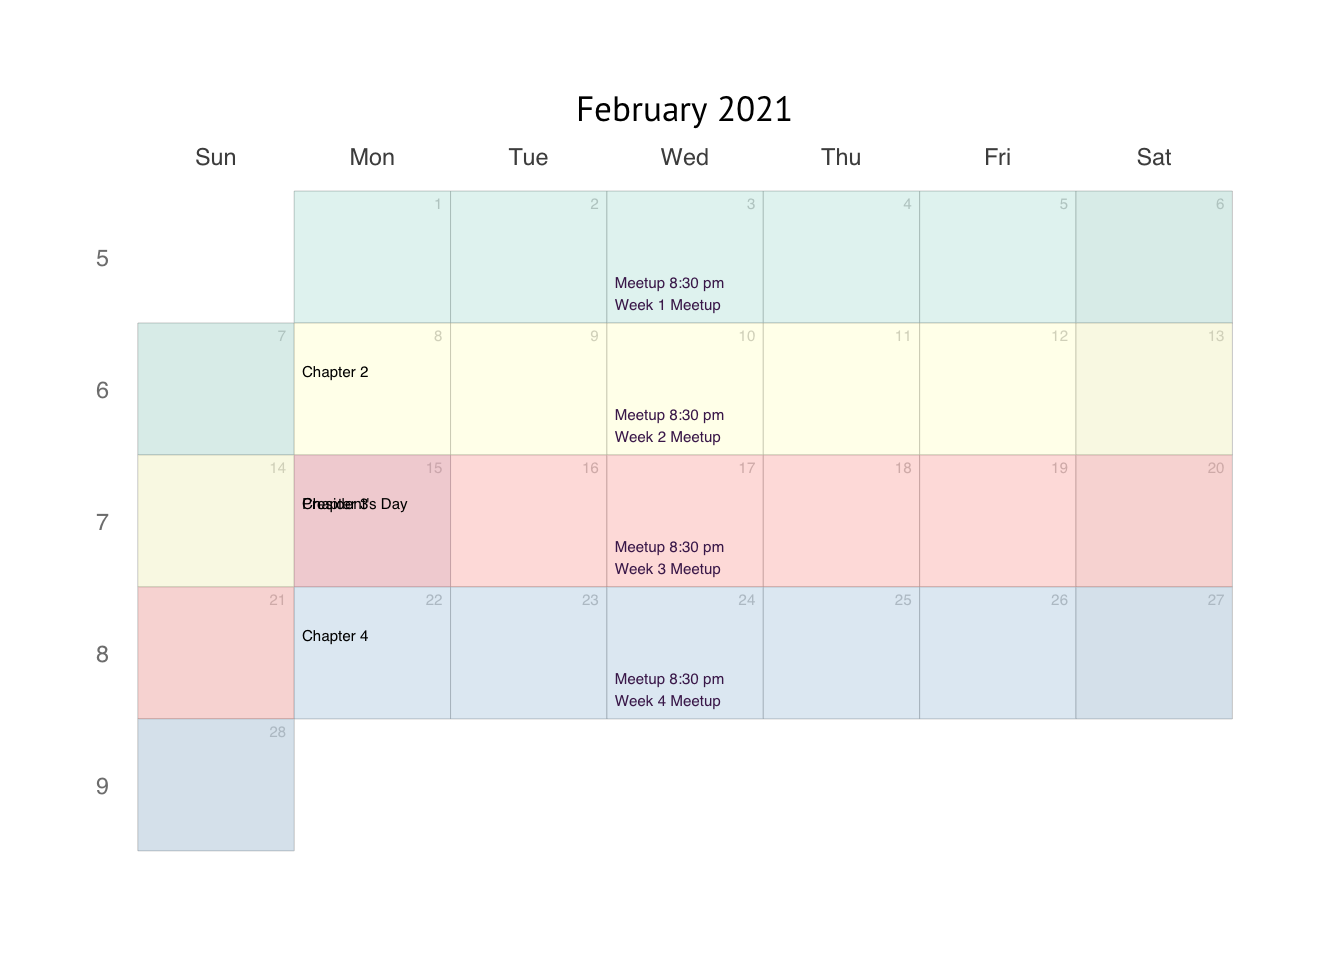 February 2021
Sun Mon Tue Wed Thu Fri Sat
5
1 2 3 4 5 6
Meetup 8:30 pm
Week 1 Meetup
6
7 8 9 10 11 12 13
Chapter 2
Meetup 8:30 pm
Week 2 Meetup
7
14 15 16 17 18 19 20
Chapter 3
President's Day
Meetup 8:30 pm
Week 3 Meetup
8
21 22 23 24 25 26 27
Chapter 4
Meetup 8:30 pm
Week 4 Meetup
9
28